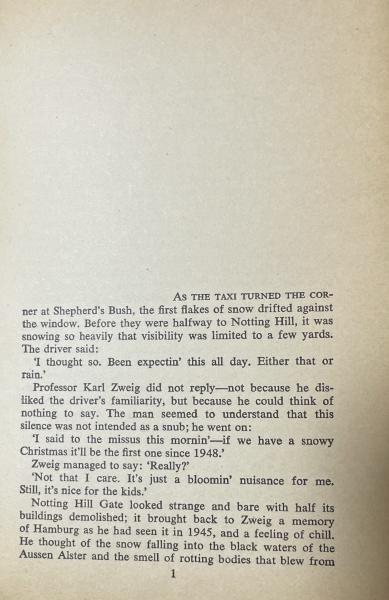 AS THE TAXI TURNED THE COR-
ner at Shepherd's Bush, the first flakes of snow drifted against
the window. Before they were halfway to Notting Hill, it was
snowing so heavily that visibility was limited to a few yards.
The driver said:
'I thought so. Been expectin' this all day. Either that or
rain.'
Professor Karl Zweig did not reply—not because he dis-
liked the driver's familiarity, but because he could think of
nothing to say. The man seemed to understand that this
silence was not intended as a snub; he went on:
'I said to the missus this mornin'—if we have a snowy
Christmas it'll be the first one since 1948.'
Zweig managed to say: 'Really?'
'Not that I care. It's just a bloomin' nuisance for me.
Still, it's nice for the kids.'
Notting Hill Gate looked strange and bare with half its
buildings demolished; it brought back to Zweig a memory
of Hamburg as he had seen it in 1945, and a feeling of chill.
He thought of the snow falling into the black waters of the
Aussen Alster and the smell of rotting bodies that blew from
1